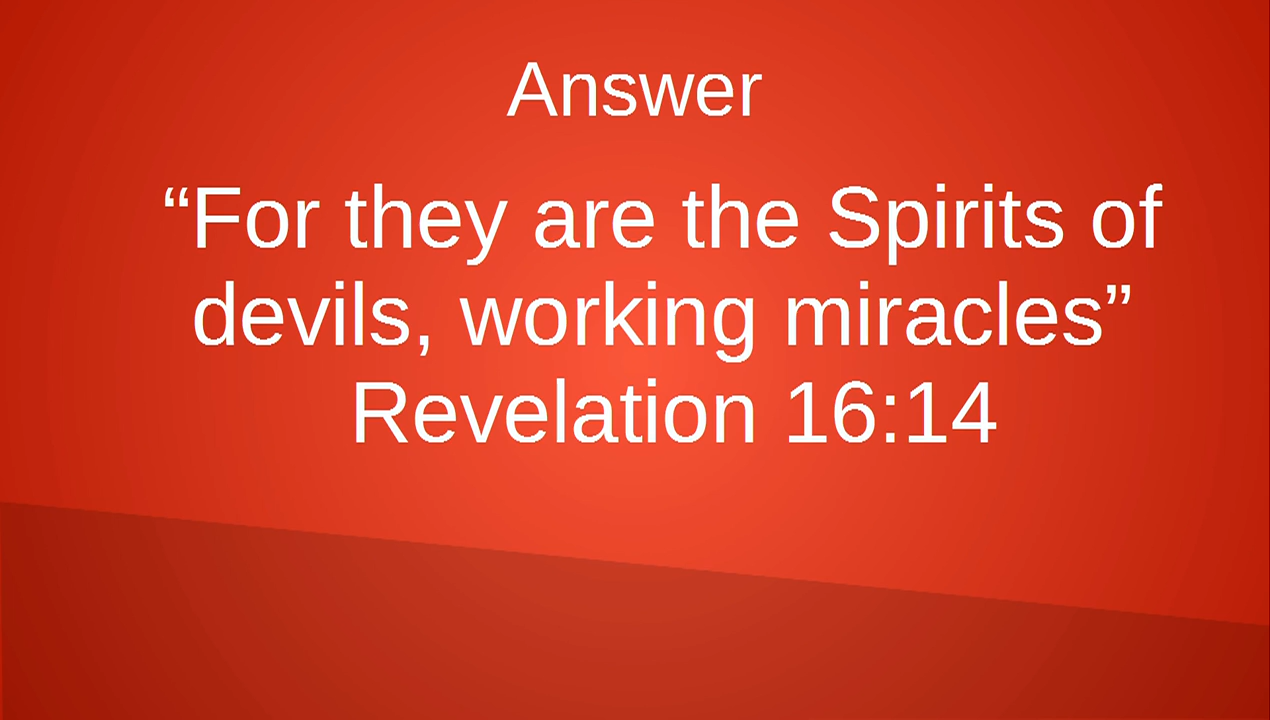 Answer
“For they are the Spirits of
devils, working miracles”
Revelation 16:14